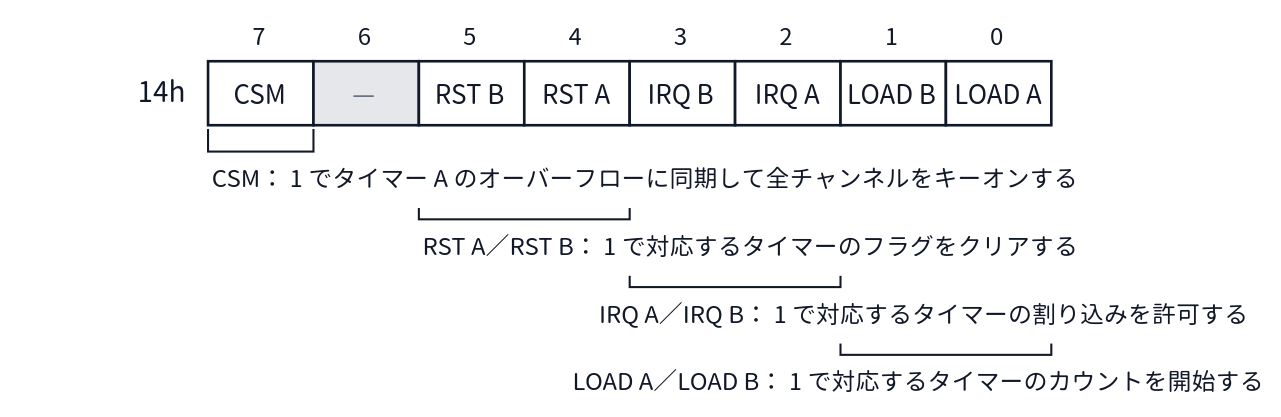 7 6 5 4 3 2 1 0
14h CSM — RST B RST A IRQ B IRQ A LOAD B LOAD A
CSM： 1 でタイマー A のオーバーフローに同期して全チャンネルをキーオンする
RST A／RST B： 1 で対応するタイマーのフラグをクリアする
IRQ A／IRQ B： 1 で対応するタイマーの割り込みを許可する
LOAD A／LOAD B： 1 で対応するタイマーのカウントを開始する